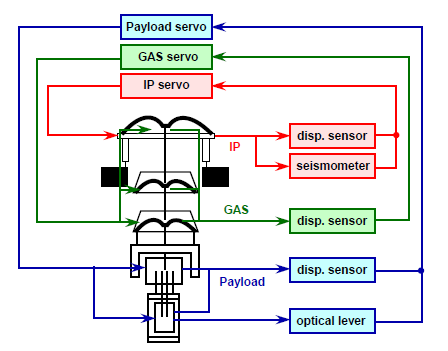 Payload servo
GAS servo
IP servo
IP
disp. sensor
seismometer
GAS
disp. sensor
Payload
disp. sensor
optical lever